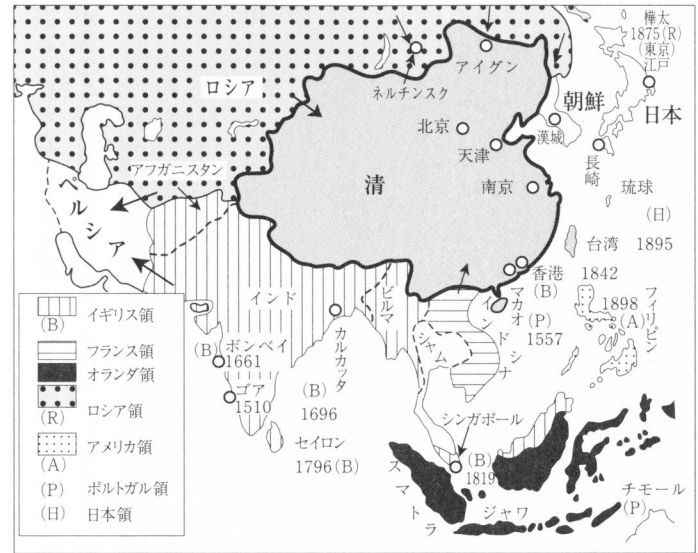 樺太
1875(R)
(東京)
江戸
アイグン
ネルチンスク
ロシア
朝鮮
日本
漢城
北京
天津
長崎
アフガニスタン
清
南京
琉球
(日)
ペルシア
台湾 1895
香港 1842
(B)
マカオ
(P)
1557
フィリピン
1898
(A)
インド
ビルマ
シャム
インドシナ
(B) ボンベイ
1661
カルカッタ
(B)
1696
ゴア
1510
セイロン
1796(B)
シンガポール
(B)
1819
スマトラ
ジャワ
チモール
(P)
(B) イギリス領
フランス領
オランダ領
(R) ロシア領
(A) アメリカ領
(P) ポルトガル領
(日) 日本領